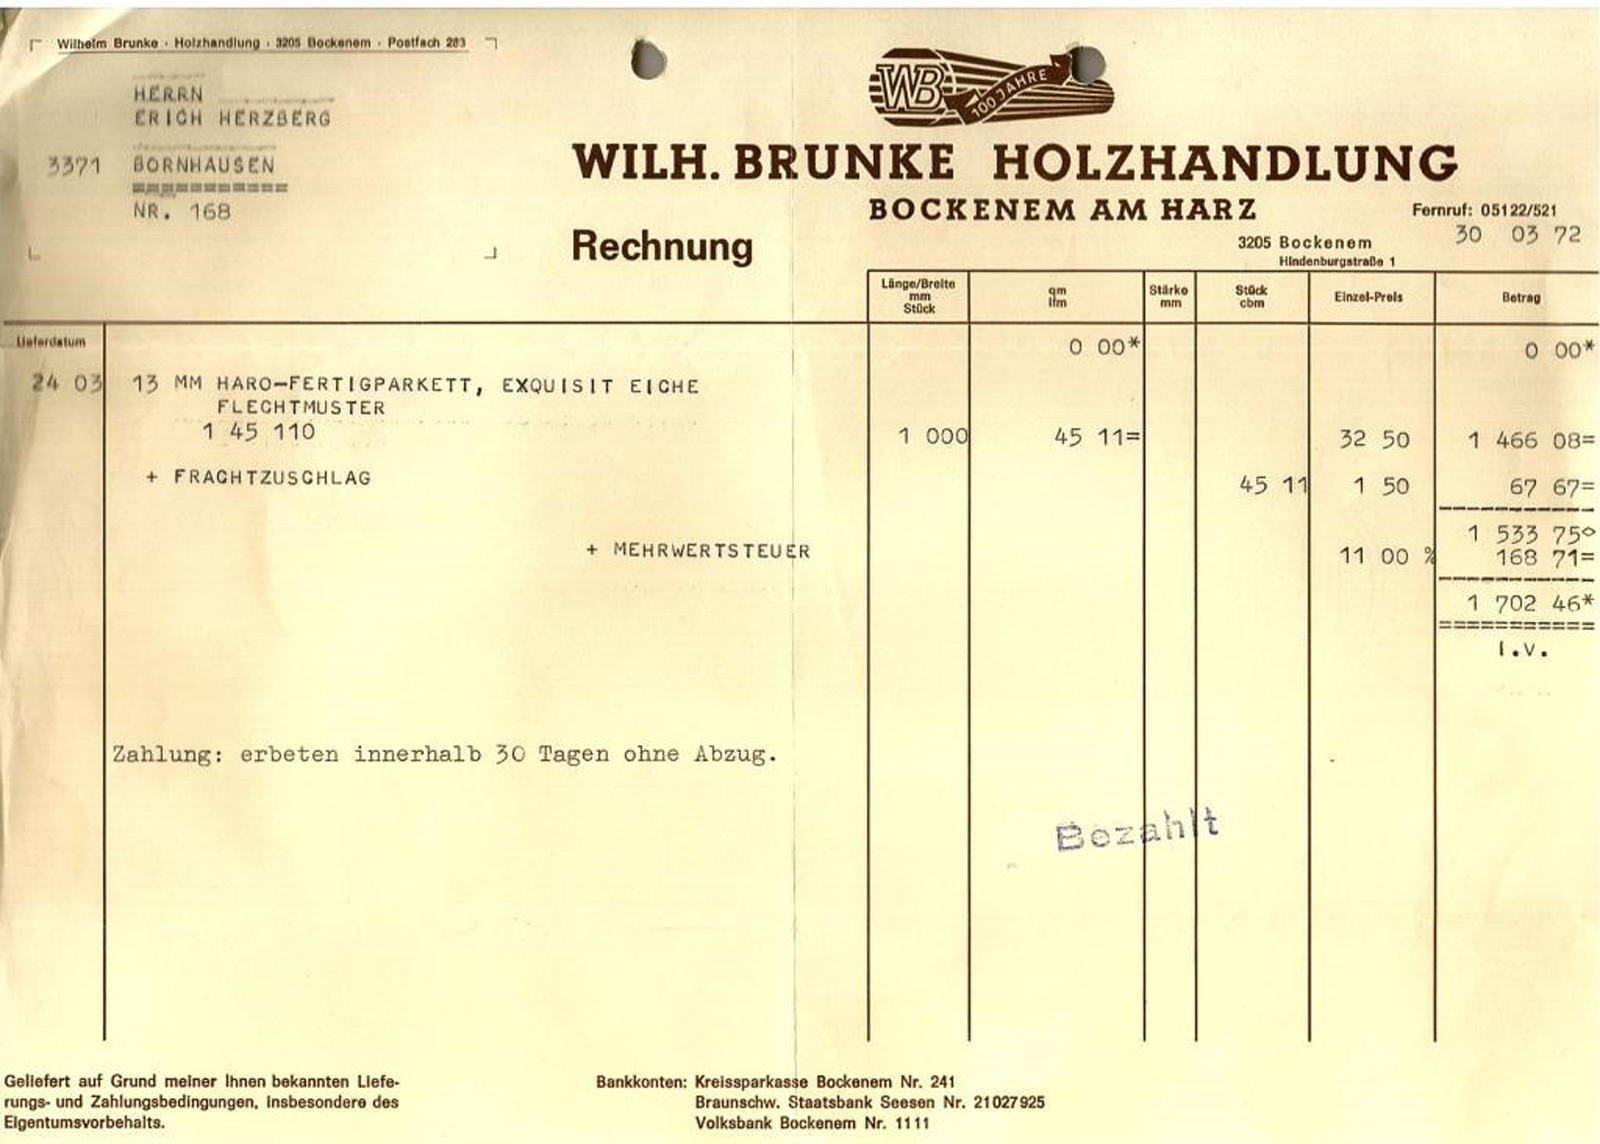 Wilhelm Brunke · Holzhandlung · 3205 Bockenem · Postfach 283
HERRN
ERICH HERZBERG
3371 BORNHAUSEN
===========
NR. 168
WB
100 JAHRE
WILH. BRUNKE HOLZHANDLUNG
BOCKENEM AM HARZ
Fernruf: 05122/521
Rechnung
3205 Bockenem
30 03 72
Hindenburgstraße 1
Lieferdatum
Länge/Breite mm Stück
qm lfm
Stärke mm
Stück cbm
Einzel-Preis
Betrag
0 00* 0 00*
24 03 13 MM HARO-FERTIGPARKETT, EXQUISIT EICHE
FLECHTMUSTER
1 45 110 1 000 45 11= 32 50 1 466 08=
+ FRACHTZUSCHLAG 45 11 1 50 67 67=
1 533 75◇
+ MEHRWERTSTEUER 11 00 % 168 71=
1 702 46*
===========
I.V.
Zahlung: erbeten innerhalb 30 Tagen ohne Abzug.
Bezahlt
Geliefert auf Grund meiner Ihnen bekannten Liefe-
rungs- und Zahlungsbedingungen, insbesondere des
Eigentumsvorbehalts.
Bankkonten: Kreissparkasse Bockenem Nr. 241
Braunschw. Staatsbank Seesen Nr. 21027925
Volksbank Bockenem Nr. 1111